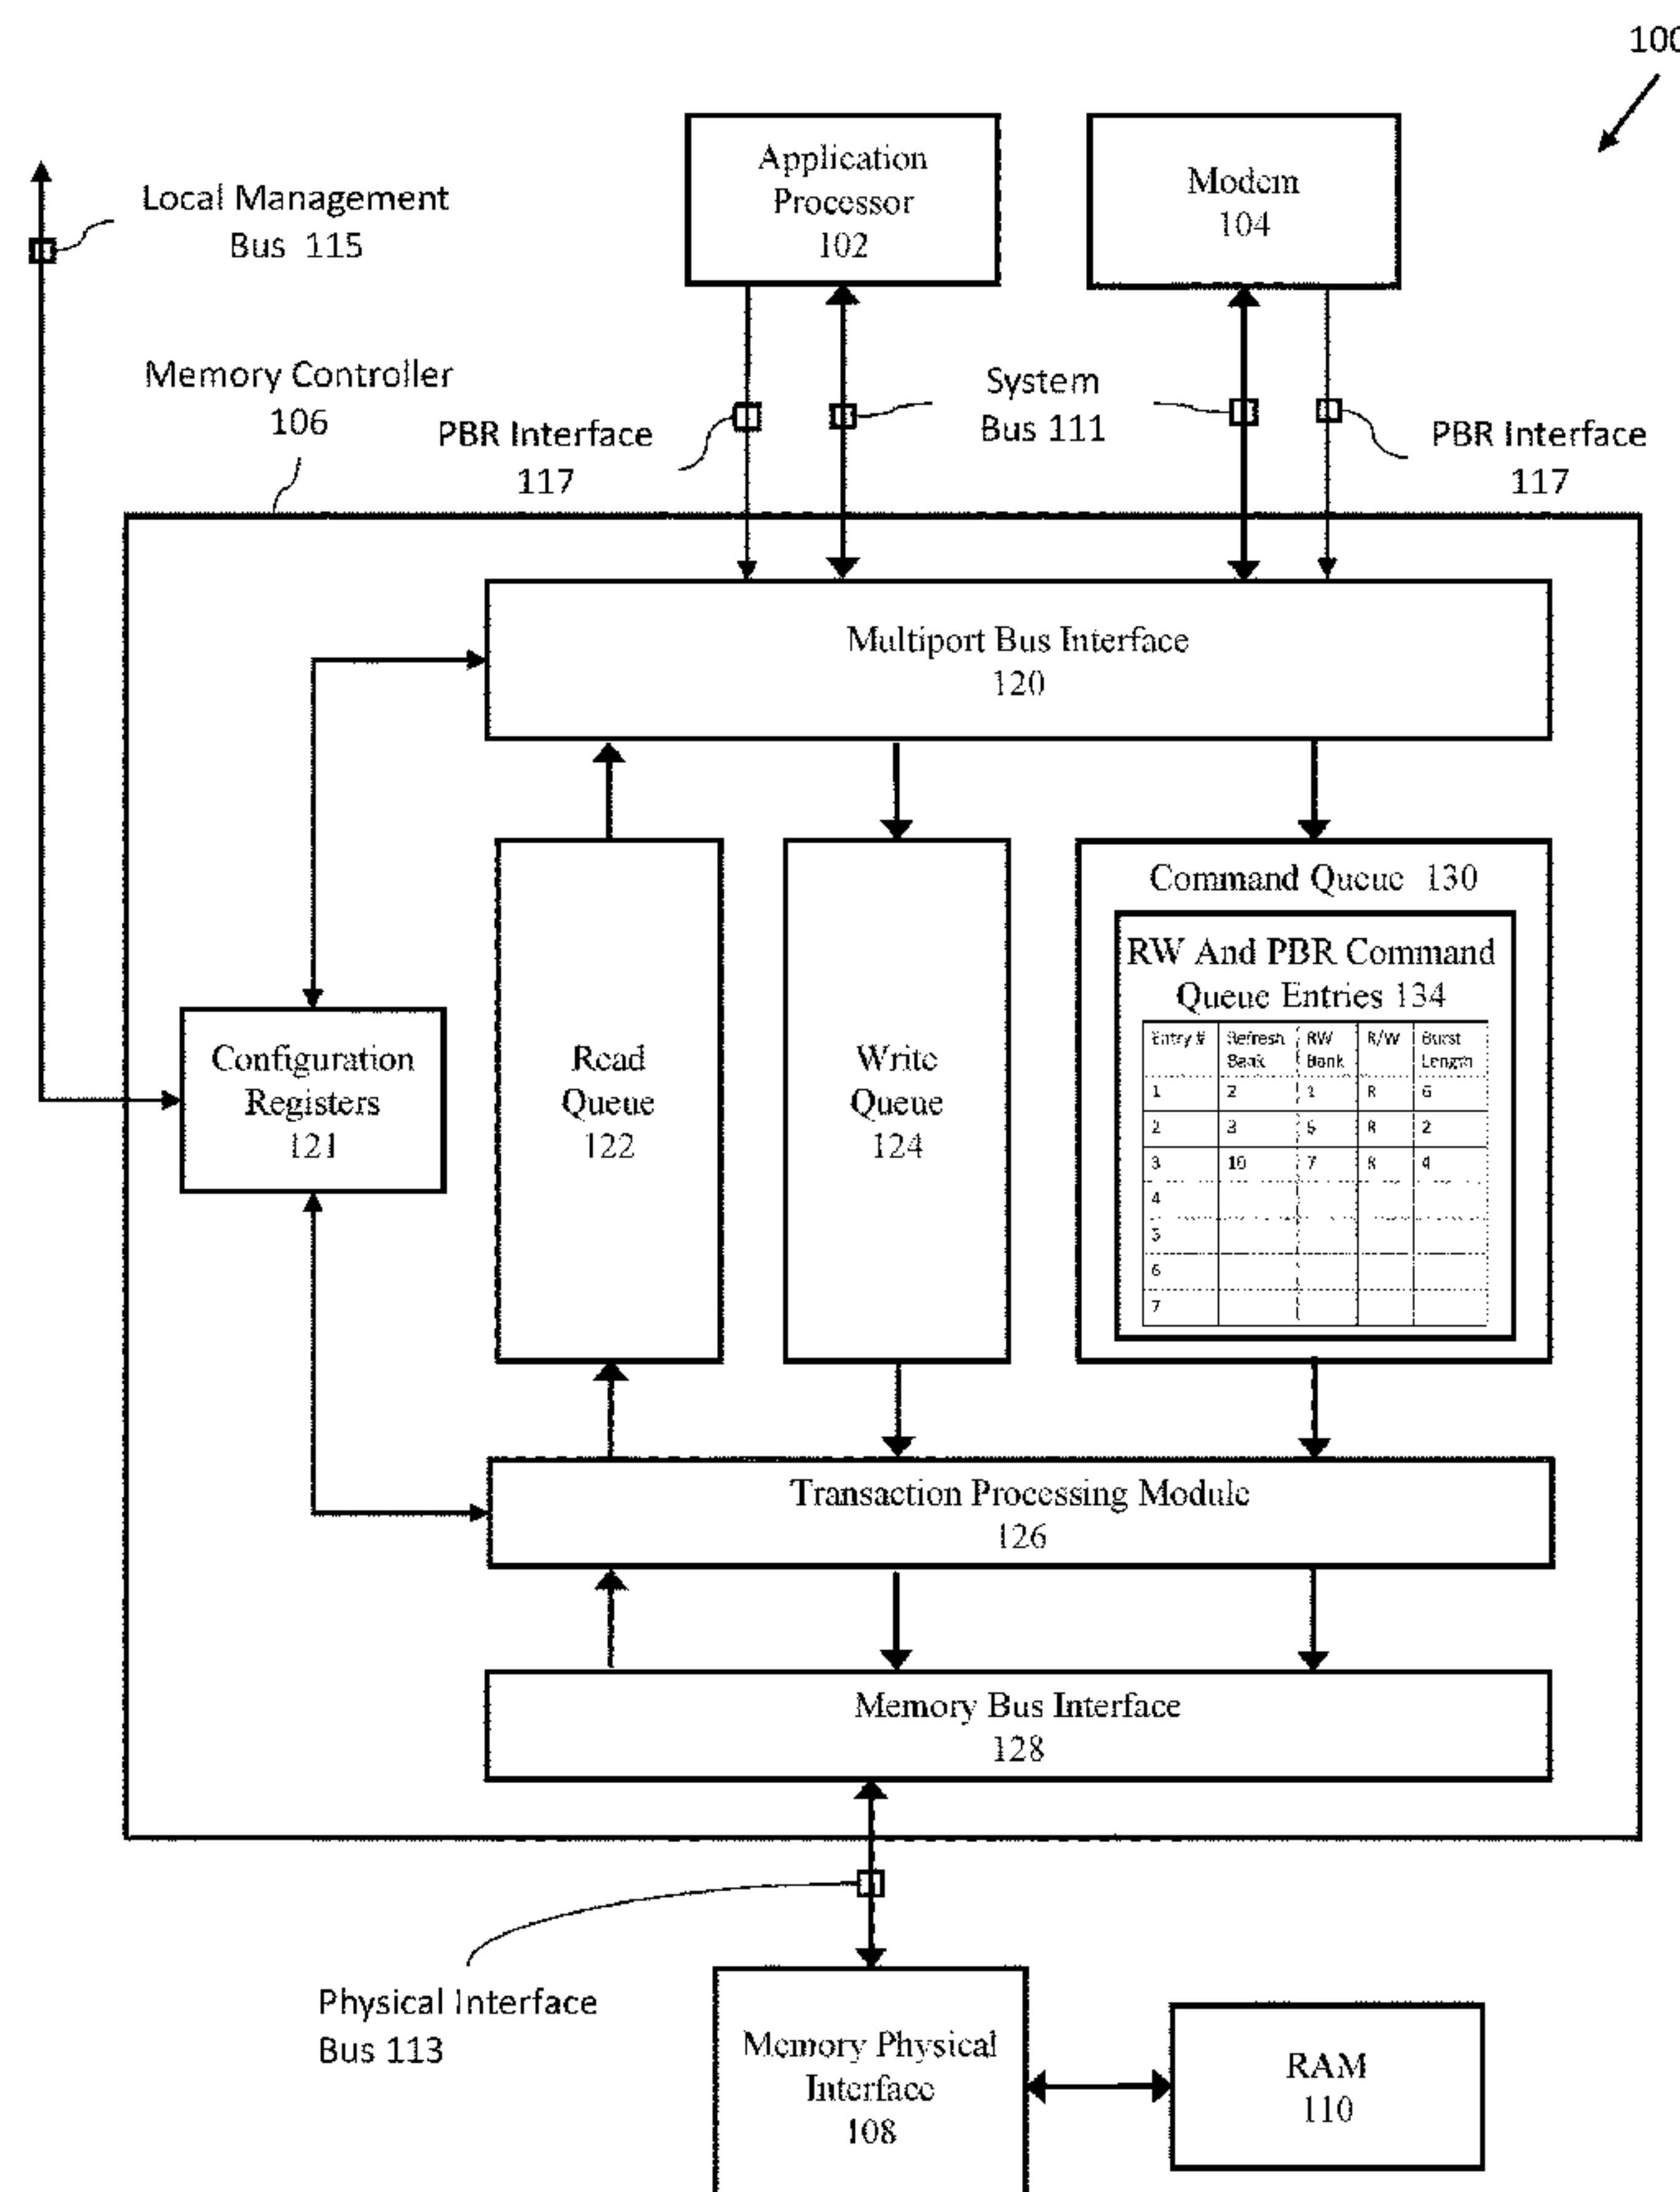 100
Application
Processor
102
Modem
104
Local Management
Bus 115
Memory Controller
106
PBR Interface
117
System
Bus 111
PBR Interface
117
Multiport Bus Interface
120
Command Queue 130
RW And PBR Command
Queue Entries 134
Entry # Refresh Bank RW Bank R/W Burst Length
1 2 1 R 6
2 3 R 2
3 10 7 R 4
4
5
6
7
Configuration
Registers
121
Read
Queue
122
Write
Queue
124
Transaction Processing Module
126
Memory Bus Interface
128
Physical Interface
Bus 113
Memory Physical
Interface
108
RAM
110